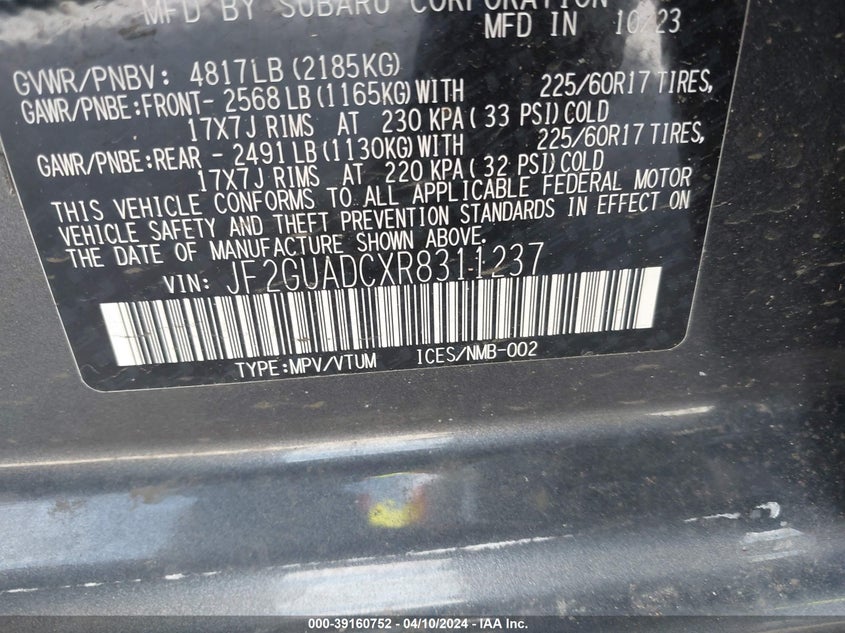 MFD BY SUBARU CORPORATION
MFD IN 10/23
GVWR/PNBV: 4817LB (2185KG)
GAWR/PNBE:FRONT- 2568 LB (1165KG) WITH 225/60R17 TIRES,
17X7J RIMS AT 230 KPA ( 33 PSI) COLD
GAWR/PNBE:REAR - 2491 LB (1130KG) WITH 225/60R17 TIRES,
17X7J RIMS AT 220 KPA ( 32 PSI) COLD
THIS VEHICLE CONFORMS TO ALL APPLICABLE FEDERAL MOTOR
VEHICLE SAFETY AND THEFT PREVENTION STANDARDS IN EFFECT ON
THE DATE OF MANUFACTURE SHOWN ABOVE.
VIN: JF2GUADCXR8311237
TYPE:MPV/VTUM ICES/NMB-002
000-39160752 - 04/10/2024 - IAA Inc.